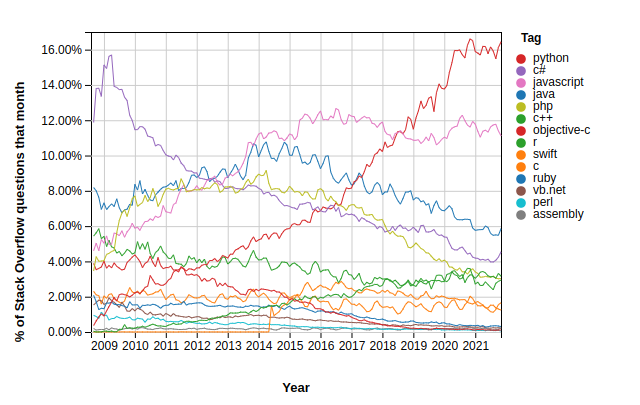 % of Stack Overflow questions that month
16.00%
14.00%
12.00%
10.00%
8.00%
6.00%
4.00%
2.00%
0.00%
2009 2010 2011 2012 2013 2014 2015 2016 2017 2018 2019 2020 2021
Year
Tag
python
c#
javascript
java
php
c++
objective-c
r
swift
c
ruby
vb.net
perl
assembly